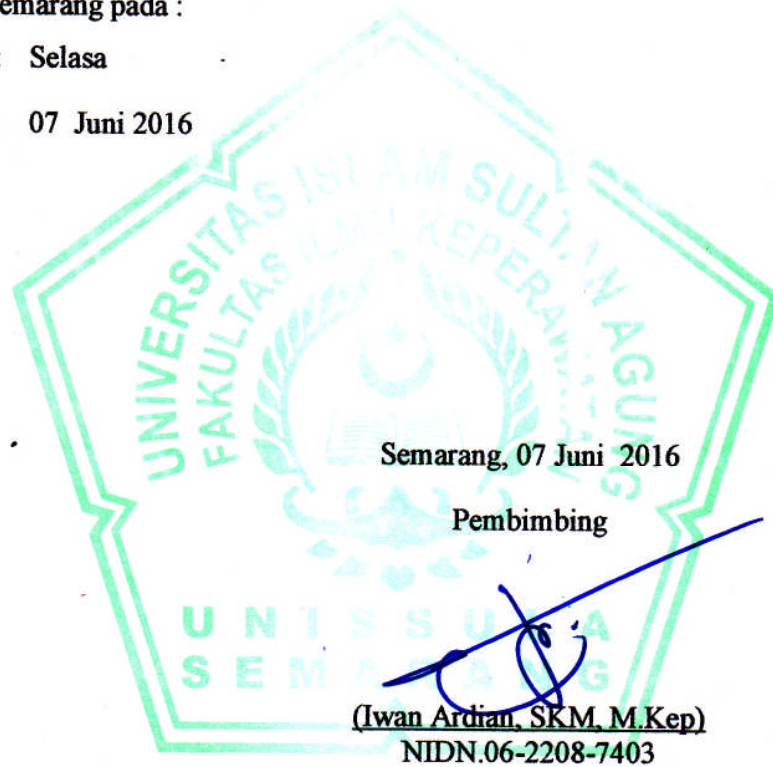 emarang pada :
: Selasa
07 Juni 2016
UNIVERSITAS ISLAM SULTAN AGUNG
FAKULTAS ILMU KEPERAWATAN
Semarang, 07 Juni 2016
Pembimbing
UNISSULA
SEMARANG
(Iwan Ardian, SKM, M.Kep)
NIDN.06-2208-7403